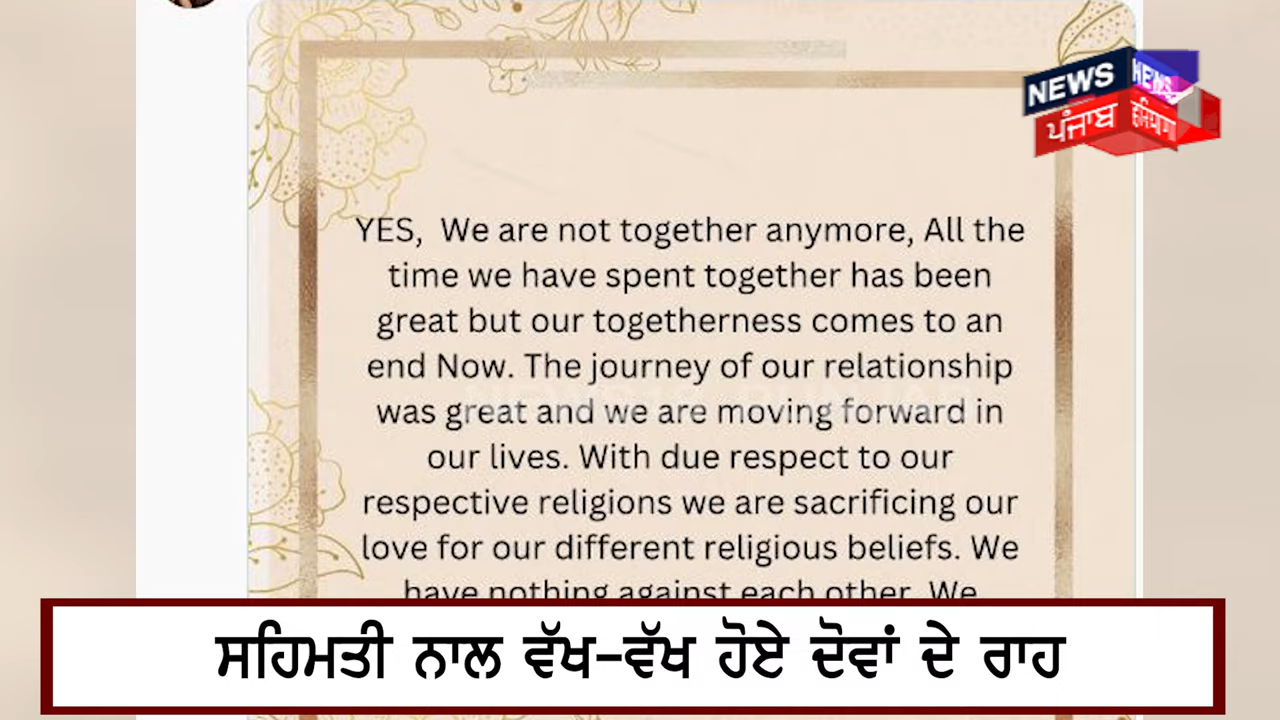 NEWS
NEWS
ਪੰਜਾਬ
ਹਰਿਆਣਾ
YES, We are not together anymore, All the
time we have spent together has been
great but our togetherness comes to an
end Now. The journey of our relationship
was great and we are moving forward in
our lives. With due respect to our
respective religions we are sacrificing our
love for our different religious beliefs. We
have nothing against each other. We
ਸਹਿਮਤੀ ਨਾਲ ਵੱਖ-ਵੱਖ ਹੋਏ ਦੋਵਾਂ ਦੇ ਰਾਹ